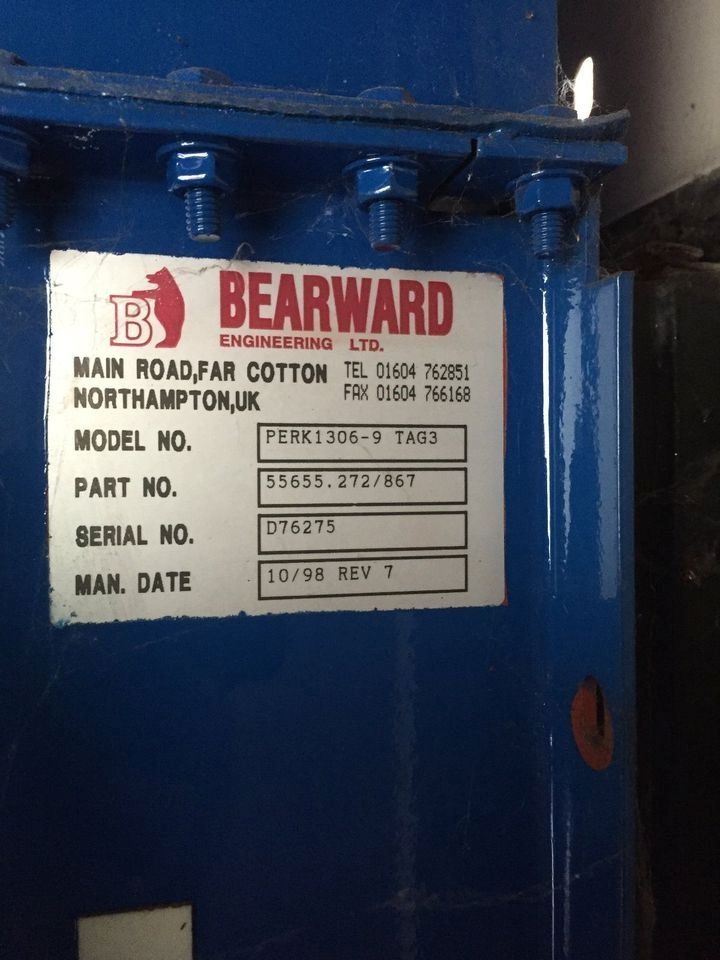 B BEARWARD
ENGINEERING LTD.
MAIN ROAD,FAR COTTON TEL 01604 762851
NORTHAMPTON,UK FAX 01604 766168
MODEL NO. PERK1306-9 TAG3
PART NO. 55655.272/867
SERIAL NO. D76275
MAN. DATE 10/98 REV 7